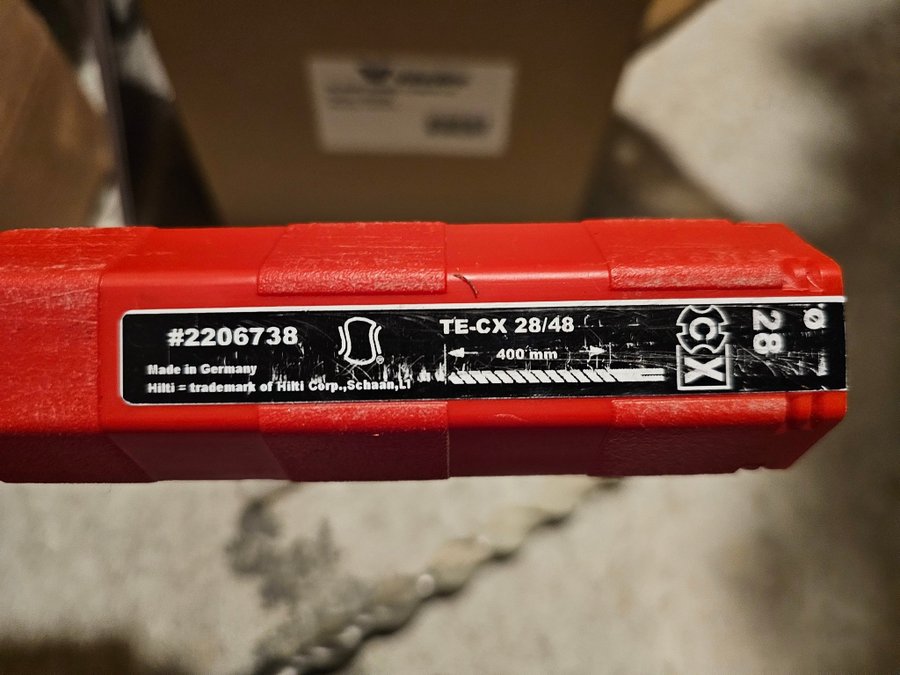 #2206738
Made in Germany
Hilti = trademark of Hilti Corp.,Schaan,LI
®
TE-CX 28/48
400 mm
CX
28
Ø